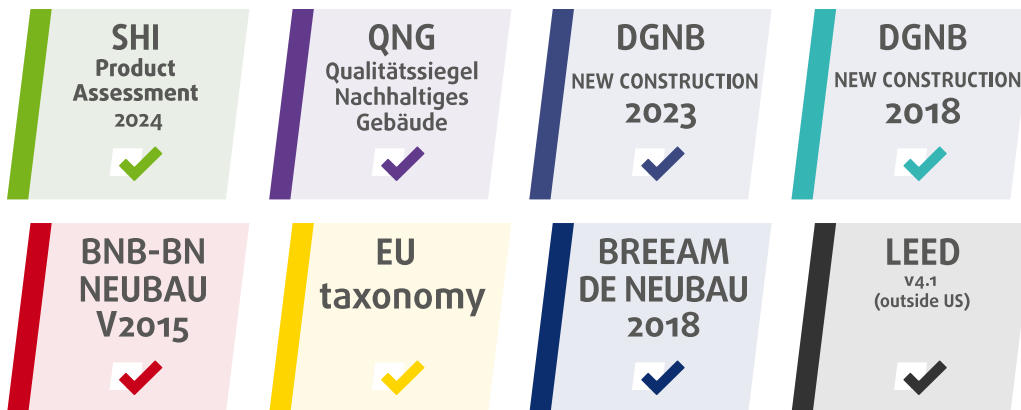 SHI
Product
Assessment
2024
QNG
Qualitätssiegel
Nachhaltiges
Gebäude
DGNB
NEW CONSTRUCTION
2023
DGNB
NEW CONSTRUCTION
2018
BNB-BN
NEUBAU
V2015
EU
taxonomy
BREEAM
DE NEUBAU
2018
LEED
v4.1
(outside US)